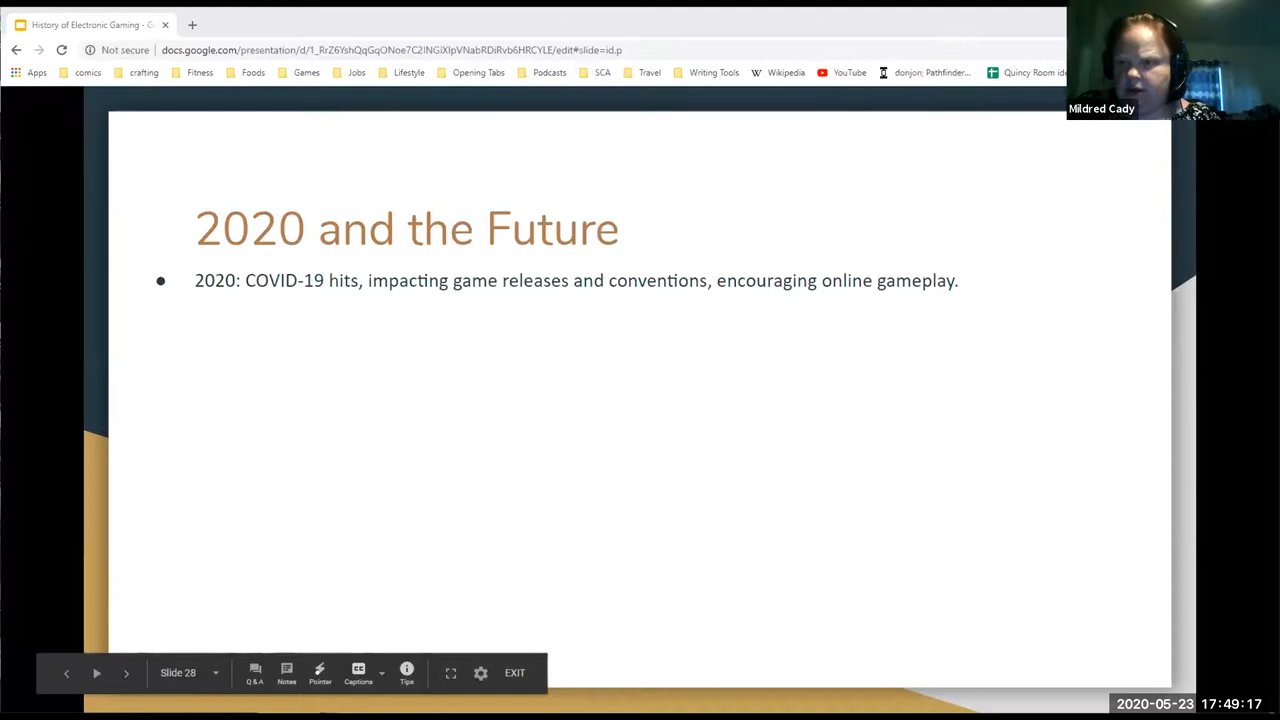 History of Electronic Gaming - G
Not secure
docs.google.com/presentation/d/1_RrZ6YshQqGqONoe7C2lNGiXlpVNabRDiRvb6HRCYLE/edit#slide=id.p
Apps comics crafting Fitness Foods Games Jobs Lifestyle Opening Tabs Podcasts SCA Travel Writing Tools Wikipedia YouTube donjon; Pathfinder... Quincy Room
Mildred Cady
2020 and the Future
● 2020: COVID-19 hits, impacting game releases and conventions, encouraging online gameplay.
Slide 28 Q & A Notes Pointer Captions Tips EXIT
2020-05-23 17:49:17